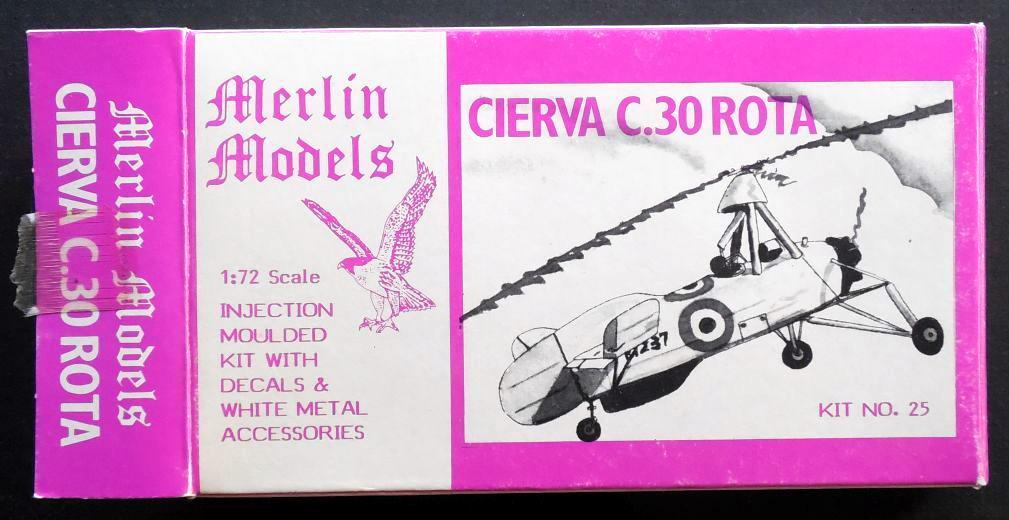 Merlin Models
CIERVA C.30 ROTA
Merlin
Models
1:72 Scale
INJECTION
MOULDED
KIT WITH
DECALS &
WHITE METAL
ACCESSORIES
CIERVA C.30 ROTA
KIT NO. 25